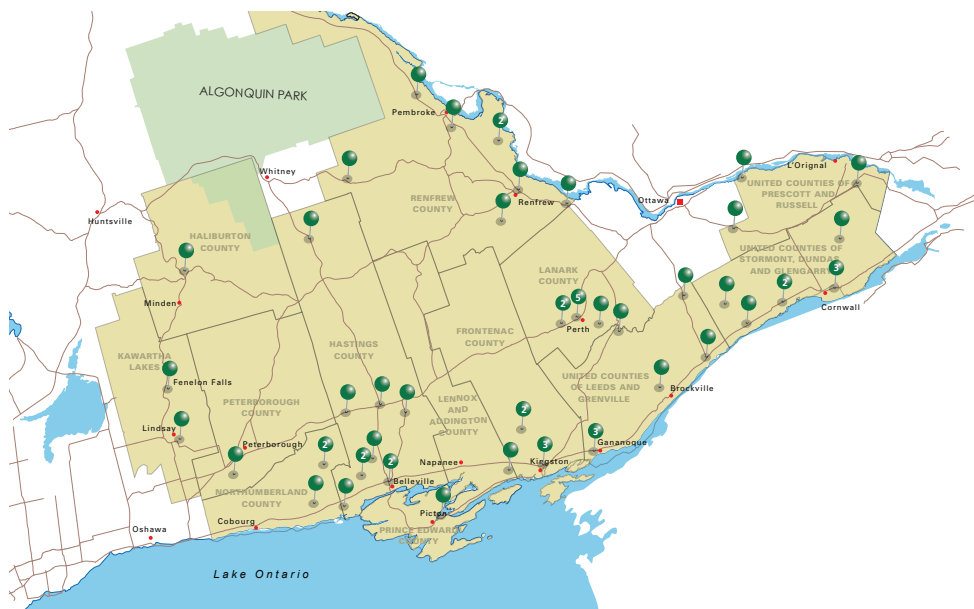 ALGONQUIN PARK
Pembroke
2
Whitney
L'Orignal
UNITED COUNTIES OF
PRESCOTT AND
RUSSELL
Huntsville
RENFREW
COUNTY
Renfrew
Ottawa
HALIBURTON
COUNTY
UNITED COUNTIES OF
STORMONT, DUNDAS
AND GLENGARRY
3
2
Cornwall
LANARK
COUNTY
2
5
Perth
Minden
HASTINGS
COUNTY
FRONTENAC
COUNTY
KAWARTHA
LAKES
Fenelon Falls
UNITED COUNTIES
OF LEEDS AND
GRENVILLE
Brockville
PETERBOROUGH
COUNTY
LENNOX
AND
ADDINGTON
COUNTY
2
Lindsay
Peterborough
2
2
2
3
3
Gananoque
Napanee
Kingston
Belleville
NORTHUMBERLAND
COUNTY
Picton
Cobourg
Oshawa
PRINCE EDWARD
COUNTY
Lake Ontario